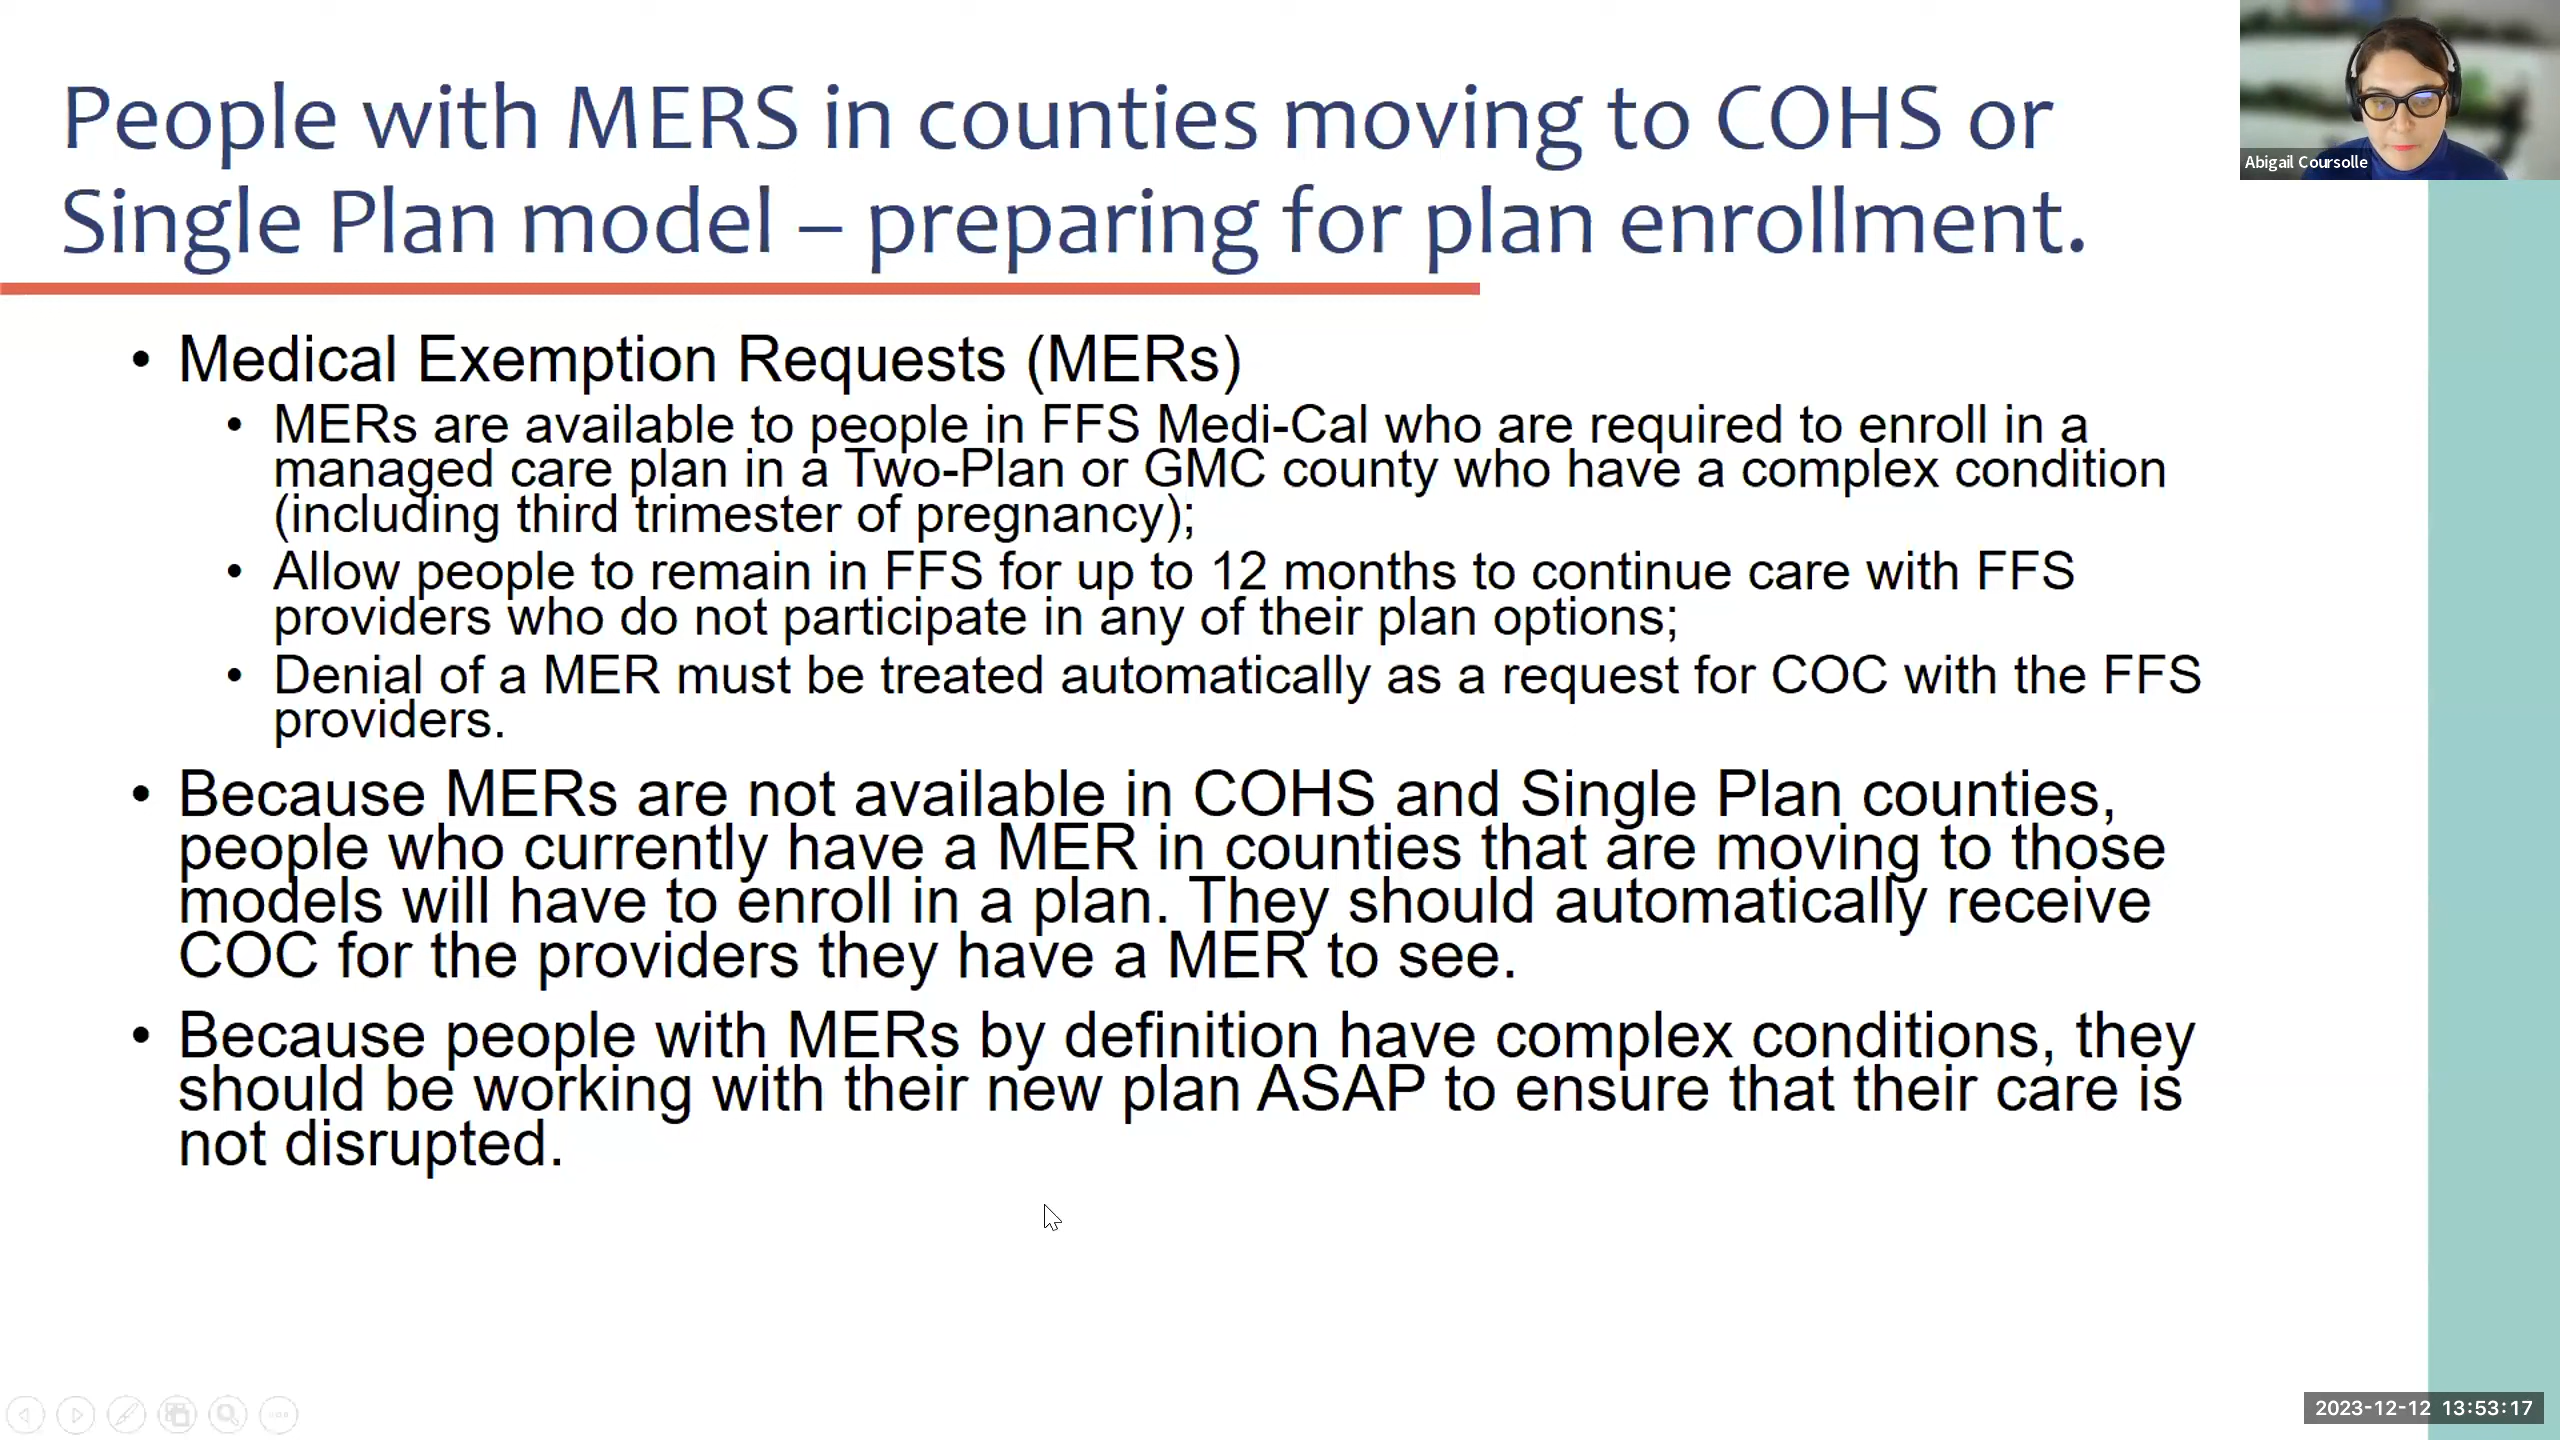 People with MERS in counties moving to COHS or
Single Plan model – preparing for plan enrollment.
Abigail Coursolle
• Medical Exemption Requests (MERs)
• MERs are available to people in FFS Medi-Cal who are required to enroll in a
managed care plan in a Two-Plan or GMC county who have a complex condition
(including third trimester of pregnancy);
• Allow people to remain in FFS for up to 12 months to continue care with FFS
providers who do not participate in any of their plan options;
• Denial of a MER must be treated automatically as a request for COC with the FFS
providers.
• Because MERs are not available in COHS and Single Plan counties,
people who currently have a MER in counties that are moving to those
models will have to enroll in a plan. They should automatically receive
COC for the providers they have a MER to see.
• Because people with MERs by definition have complex conditions, they
should be working with their new plan ASAP to ensure that their care is
not disrupted.
2023-12-12 13:53:17